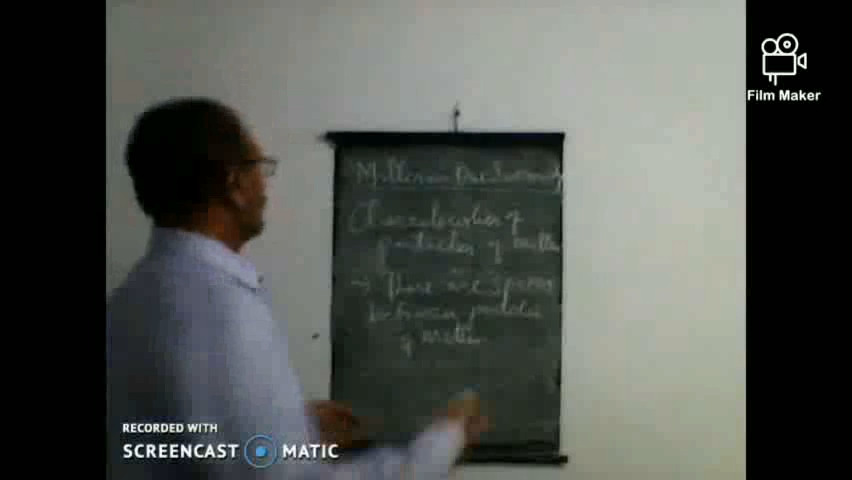 Film Maker
Matter in Our Surroundings
Characteristics of
particles of matter
→ There are Spaces
between particles
of matter
RECORDED WITH
SCREENCAST MATIC